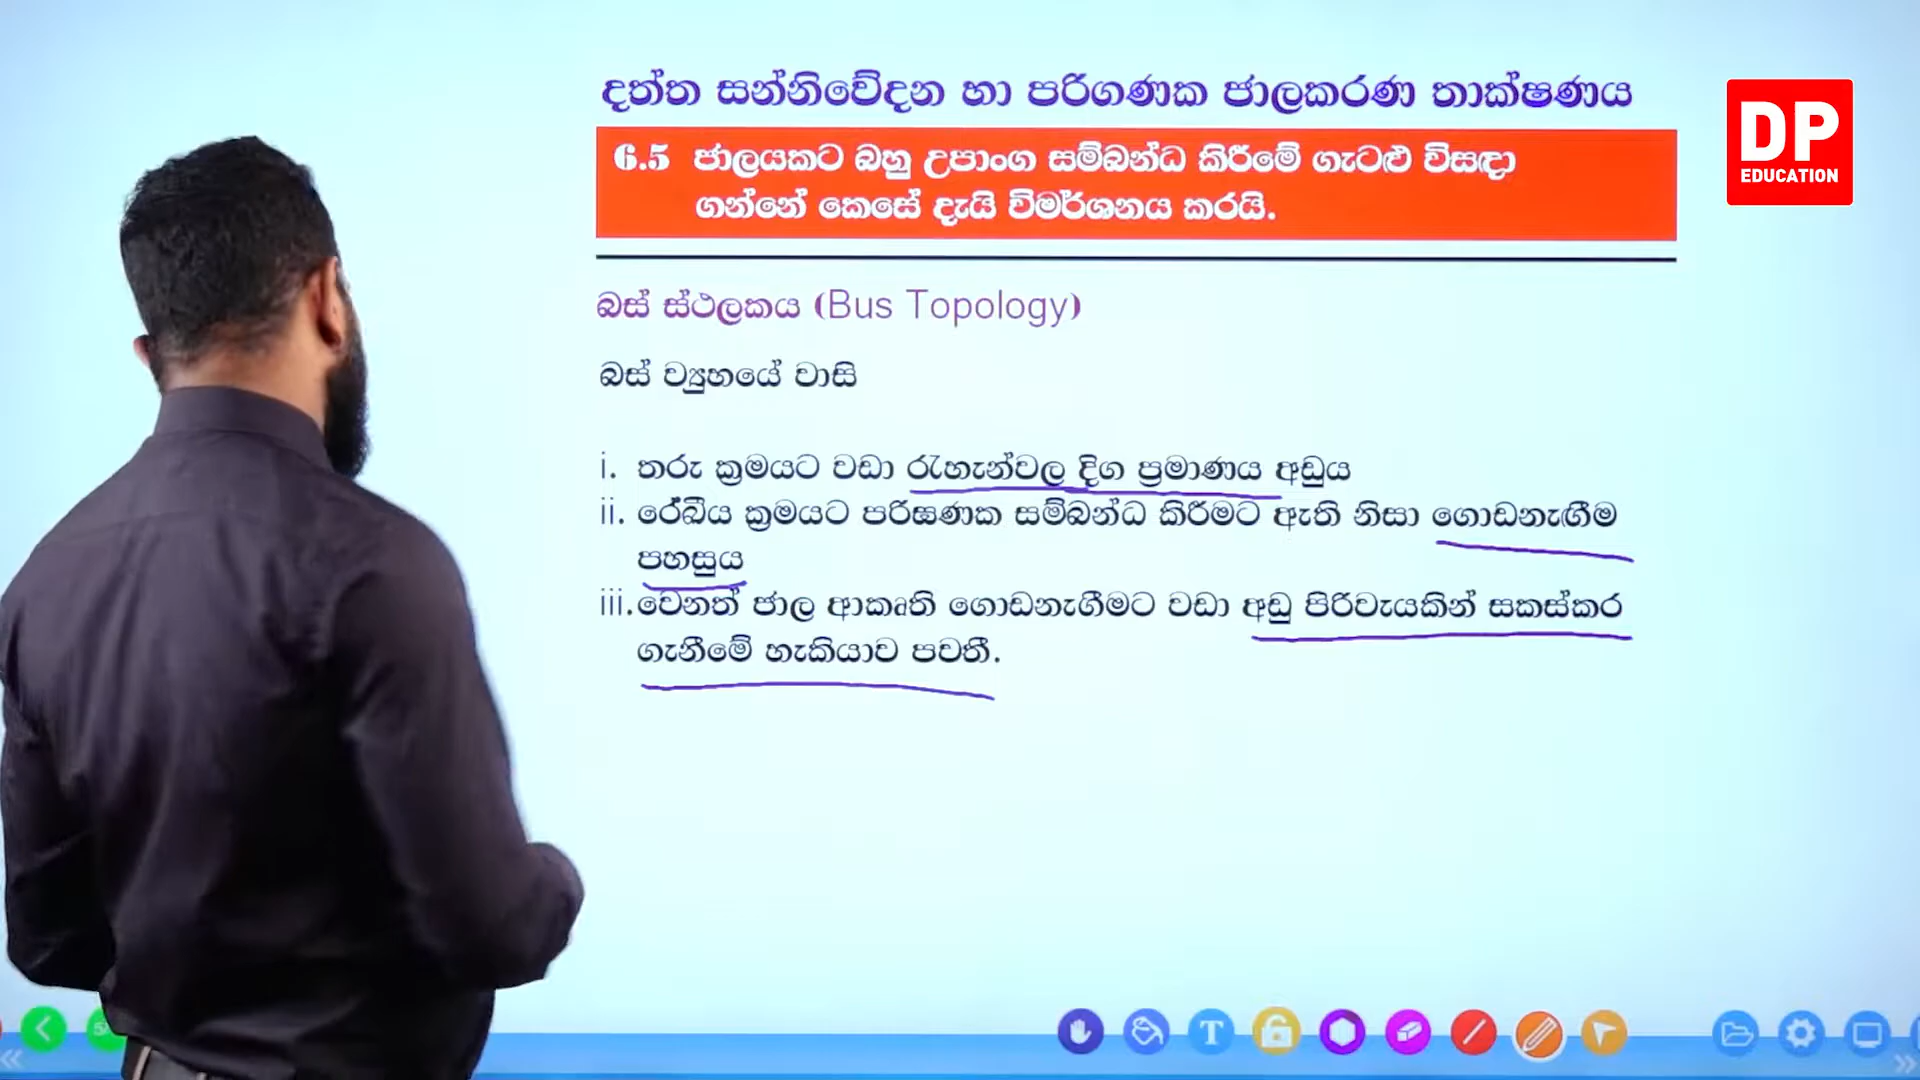 දත්ත සන්නිවේදන හා පරිගණක ජාලකරණ තාක්ෂණය
DP
EDUCATION
6.5 ජාලයකට බහු උපාංග සම්බන්ධ කිරීමේ ගැටළු විසඳා
ගන්නේ කෙසේ දැයි විමර්ශනය කරයි.
බස් ස්ථලකය (Bus Topology)
බස් ව්‍යුහයේ වාසි
i. තරු ක්‍රමයට වඩා රැහැන්වල දිග ප්‍රමාණය අඩුය
ii. රේඛීය ක්‍රමයට පරිඝණක සම්බන්ධ කිරීමට ඇති නිසා ගොඩනැඟීම
පහසුය
iii. වෙනත් ජාල ආකෘති ගොඩනැගීමට වඩා අඩු පිරිවැයකින් සකස්කර
ගැනීමේ හැකියාව පවතී.
T